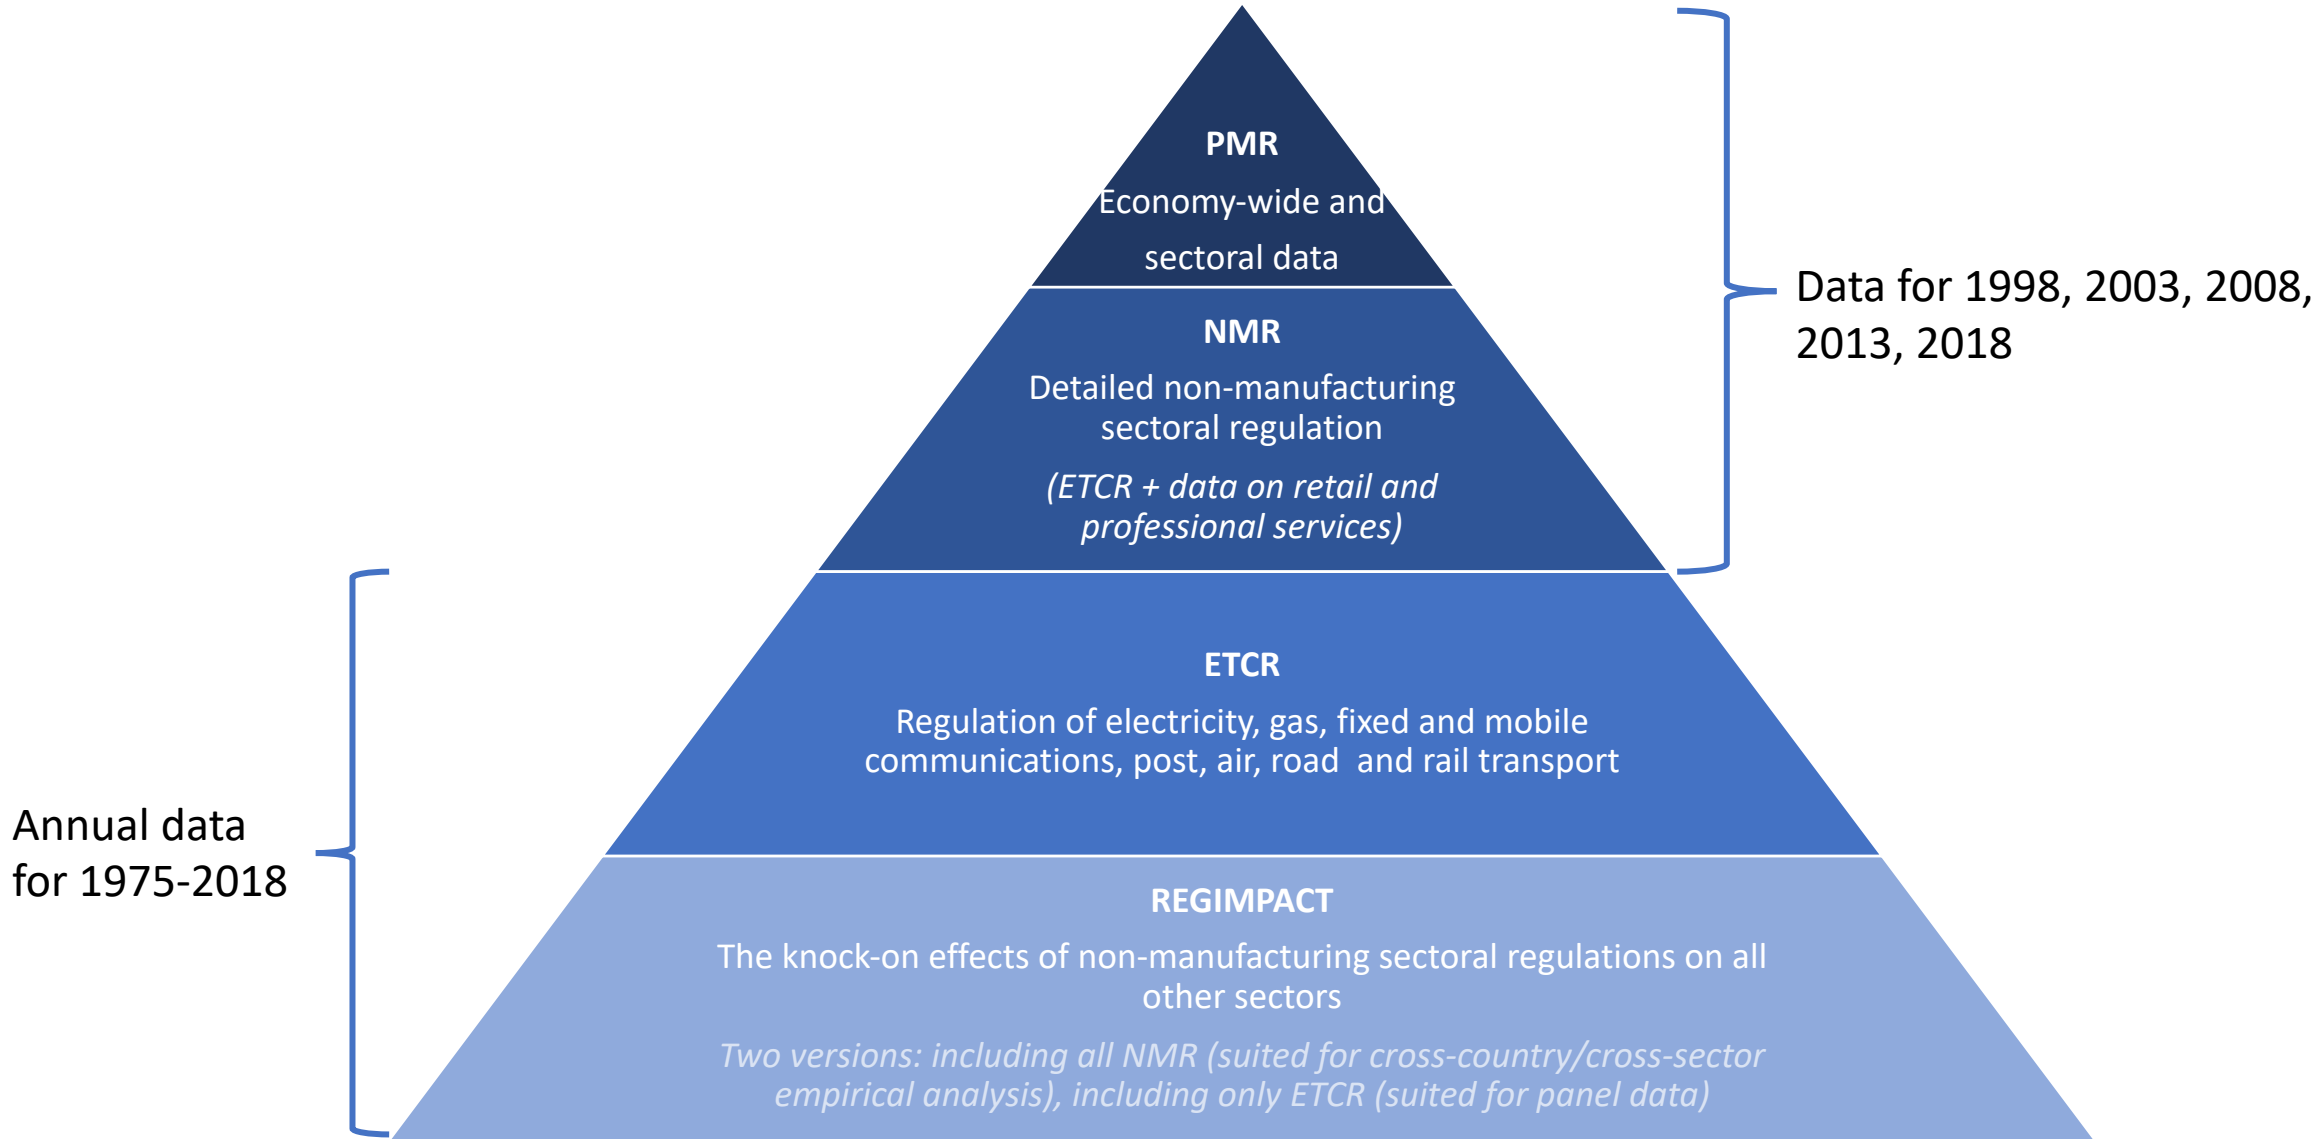 PMR
Economy-wide and
sectoral data
Data for 1998, 2003, 2008,
2013, 2018
NMR
Detailed non-manufacturing
sectoral regulation
(ETCR + data on retail and
professional services)
ETCR
Regulation of electricity, gas, fixed and mobile
communications, post, air, road  and rail transport
Annual data
for 1975-2018
REGIMPACT
The knock-on effects of non-manufacturing sectoral regulations on all
other sectors
Two versions: including all NMR (suited for cross-country/cross-sector
empirical analysis), including only ETCR (suited for panel data)